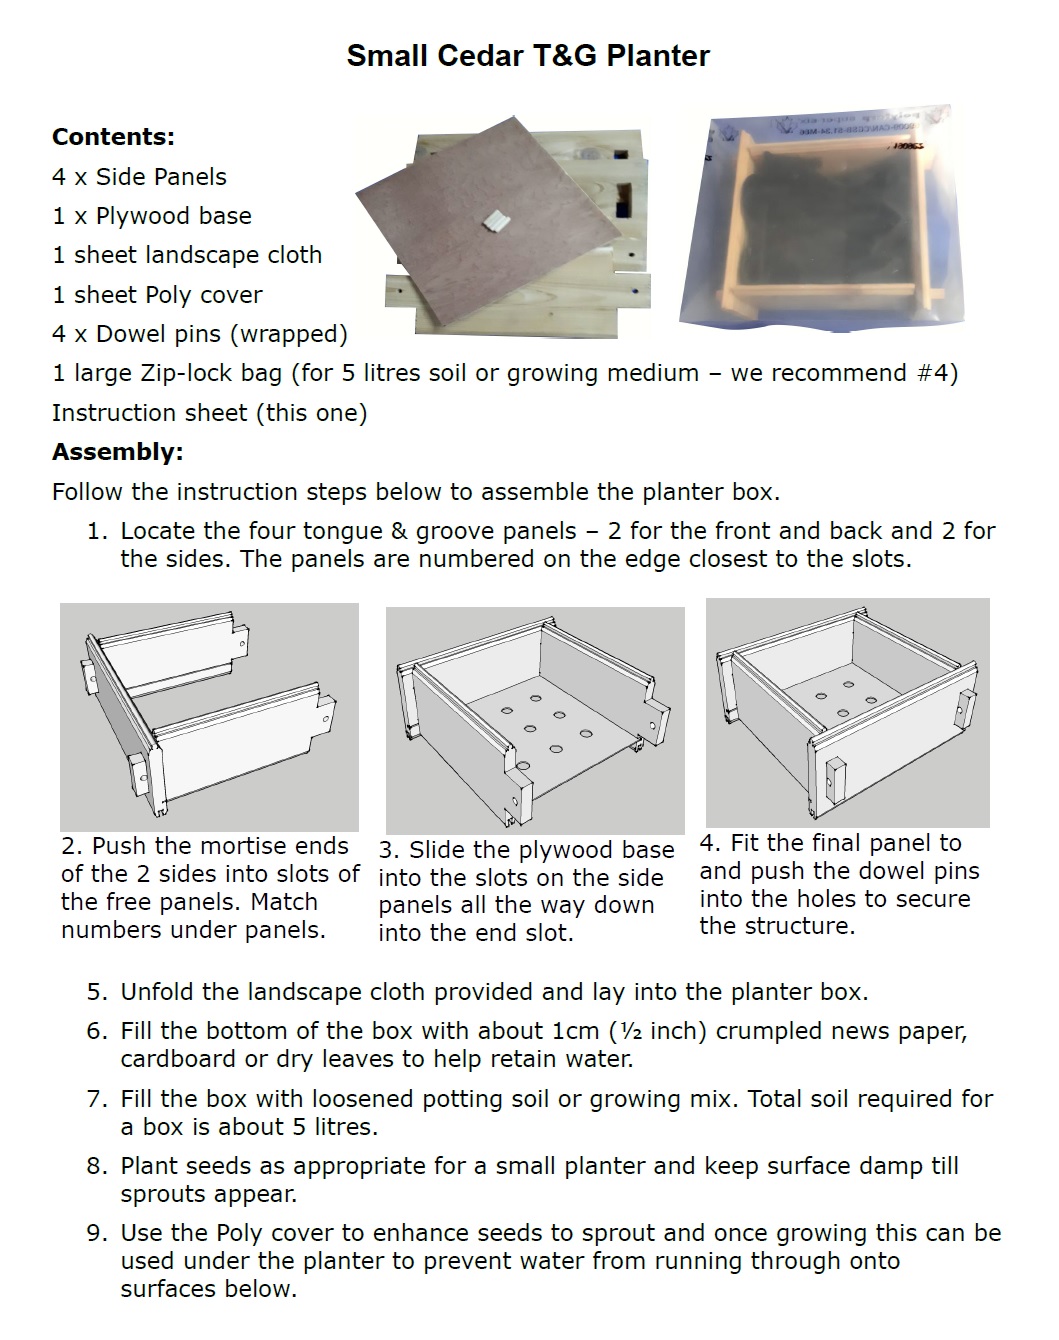 Small Cedar T&G Planter
Contents:
4 x Side Panels
1 x Plywood base
1 sheet landscape cloth
1 sheet Poly cover
4 x Dowel pins (wrapped)
1 large Zip-lock bag (for 5 litres soil or growing medium – we recommend #4)
Instruction sheet (this one)
Assembly:
Follow the instruction steps below to assemble the planter box.
1. Locate the four tongue & groove panels – 2 for the front and back and 2 for
the sides. The panels are numbered on the edge closest to the slots.
2. Push the mortise ends
of the 2 sides into slots of
the free panels. Match
numbers under panels.
3. Slide the plywood base
into the slots on the side
panels all the way down
into the end slot.
4. Fit the final panel to
and push the dowel pins
into the holes to secure
the structure.
5. Unfold the landscape cloth provided and lay into the planter box.
6. Fill the bottom of the box with about 1cm (½ inch) crumpled news paper,
cardboard or dry leaves to help retain water.
7. Fill the box with loosened potting soil or growing mix. Total soil required for
a box is about 5 litres.
8. Plant seeds as appropriate for a small planter and keep surface damp till
sprouts appear.
9. Use the Poly cover to enhance seeds to sprout and once growing this can be
used under the planter to prevent water from running through onto
surfaces below.